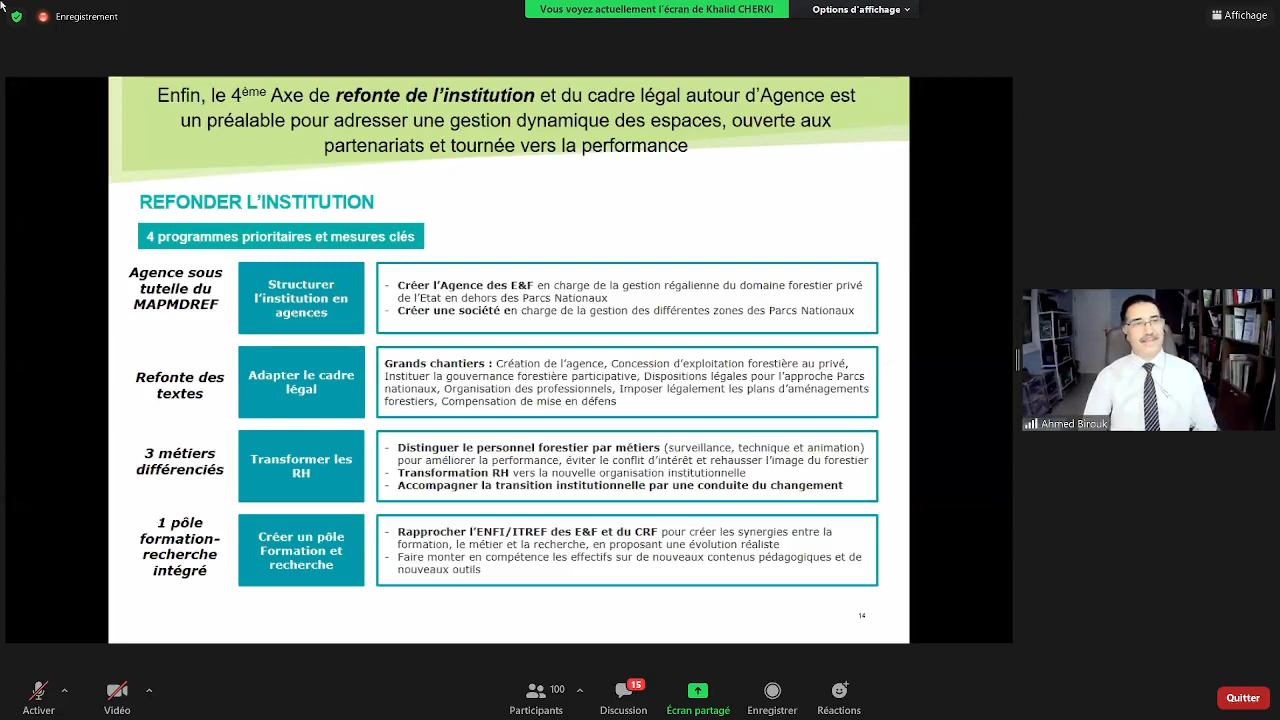 Enregistrement
Vous voyez actuellement l'écran de Khalid CHERKI
Options d'affichage
Affichage
Enfin, le 4ème Axe de refonte de l'institution et du cadre légal autour d'Agence est
un préalable pour adresser une gestion dynamique des espaces, ouverte aux
partenariats et tournée vers la performance
REFONDER L'INSTITUTION
4 programmes prioritaires et mesures clés
Agence sous
tutelle du
MAPMDREF
Structurer
l'institution en
agences
- Créer l'Agence des E&F en charge de la gestion régalienne du domaine forestier privé
de l'Etat en dehors des Parcs Nationaux
- Créer une société en charge de la gestion des différentes zones des Parcs Nationaux
Refonte des
textes
Adapter le cadre
légal
Grands chantiers : Création de l'agence, Concession d'exploitation forestière au privé,
Instituer la gouvernance forestière participative, Dispositions légales pour l'approche Parcs
nationaux, Organisation des professionnels, Imposer légalement les plans d'aménagements
forestiers, Compensation de mise en défens
3 métiers
différenciés
Transformer les
RH
- Distinguer le personnel forestier par métiers (surveillance, technique et animation)
pour améliorer la performance, éviter le conflit d'intérêt et rehausser l'image du forestier
- Transformation RH vers la nouvelle organisation institutionnelle
- Accompagner la transition institutionnelle par une conduite du changement
1 pôle
formation-
recherche
intégré
Créer un pôle
Formation et
recherche
- Rapprocher l'ENFI/ITREF des E&F et du CRF pour créer les synergies entre la
formation, le métier et la recherche, en proposant une évolution réaliste
- Faire monter en compétence les effectifs sur de nouveaux contenus pédagogiques et de
nouveaux outils
14
Ahmed Birouk
Activer
Vidéo
100
Participants
15
Discussion
Écran partagé
Enregistrer
Réactions
Quitter